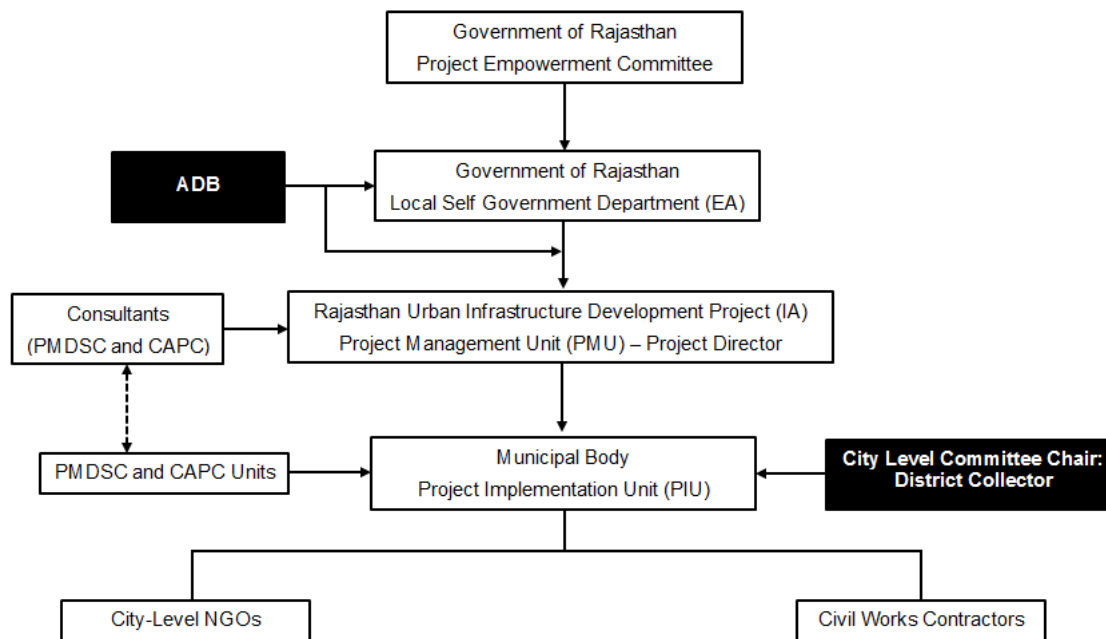 Government of Rajasthan
Project Empowerment Committee
ADB
Government of Rajasthan
Local Self Government Department (EA)
Consultants
(PMDSC and CAPC)
Rajasthan Urban Infrastructure Development Project (IA)
Project Management Unit (PMU) – Project Director
PMDSC and CAPC Units
Municipal Body
Project Implementation Unit (PIU)
City Level Committee Chair:
District Collector
City-Level NGOs
Civil Works Contractors